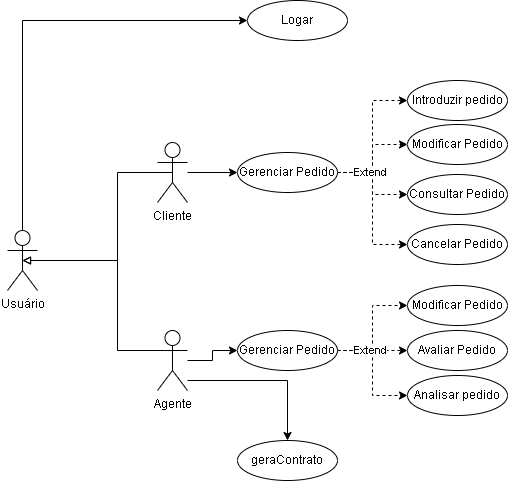 Logar
Introduzir pedido
Modificar Pedido
Gerenciar Pedido
Extend
Consultar Pedido
Cliente
Cancelar Pedido
Usuário
Modificar Pedido
Gerenciar Pedido
Extend
Avaliar Pedido
Agente
Analisar pedido
geraContrato